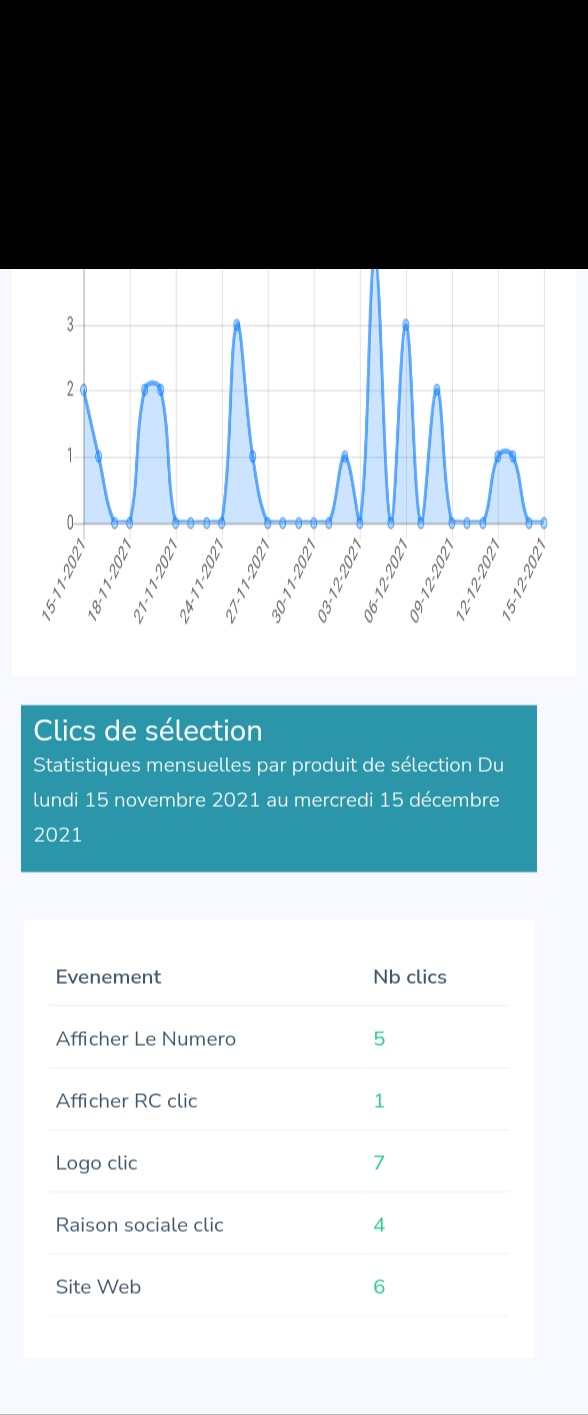 3
2
1
0
15-11-2021 18-11-2021 21-11-2021 24-11-2021 27-11-2021 30-11-2021 03-12-2021 06-12-2021 09-12-2021 12-12-2021 15-12-2021
Clics de sélection
Statistiques mensuelles par produit de sélection Du
lundi 15 novembre 2021 au mercredi 15 décembre
2021
Evenement Nb clics
Afficher Le Numero 5
Afficher RC clic 1
Logo clic 7
Raison sociale clic 4
Site Web 6